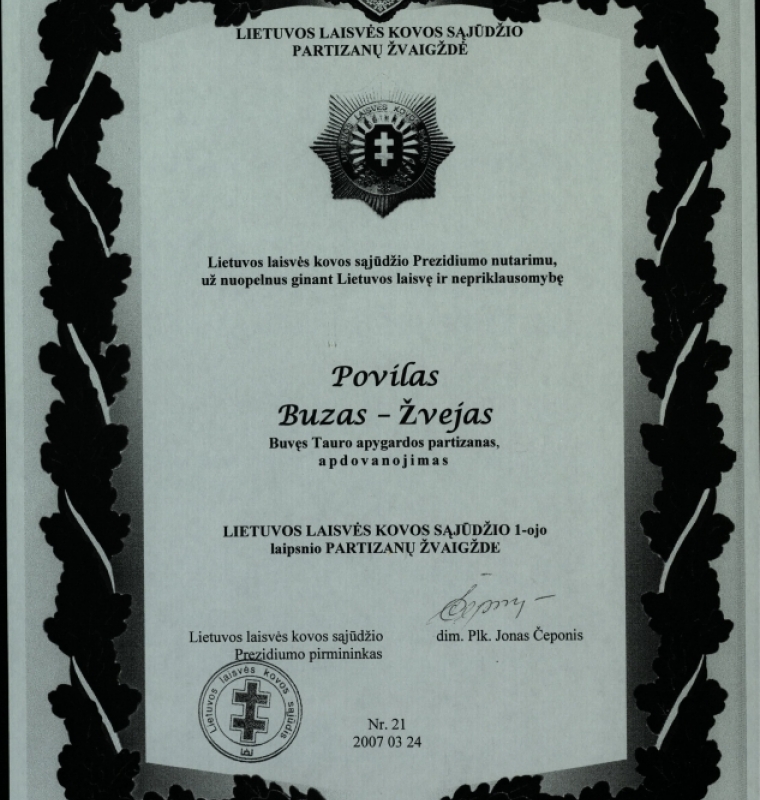 LIETUVOS LAISVĖS KOVOS SĄJŪDŽIO
PARTIZANŲ ŽVAIGŽDĖ
LAISVĖS KOVOS
Lietuvos laisvės kovos sąjūdžio Prezidiumo nutarimu,
už nuopelnus ginant Lietuvos laisvę ir nepriklausomybę
Povilas
Buzas – Žvejas
Buvęs Tauro apygardos partizanas,
apdovanojimas
LIETUVOS LAISVĖS KOVOS SĄJŪDŽIO 1-ojo
laipsnio PARTIZANŲ ŽVAIGŽDE
Lietuvos laisvės kovos sąjūdžio
Prezidiumo pirmininkas
dim. Plk. Jonas Čeponis
Lietuvos laisvės kovos sąjūdis
Nr. 21
2007 03 24